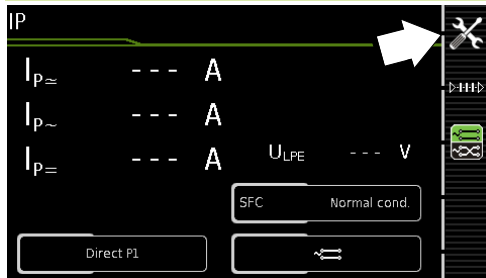 IP
IP≃ --- A
IP~ --- A
IP= --- A
ULPE --- V
SFC Normal cond.
Direct P1